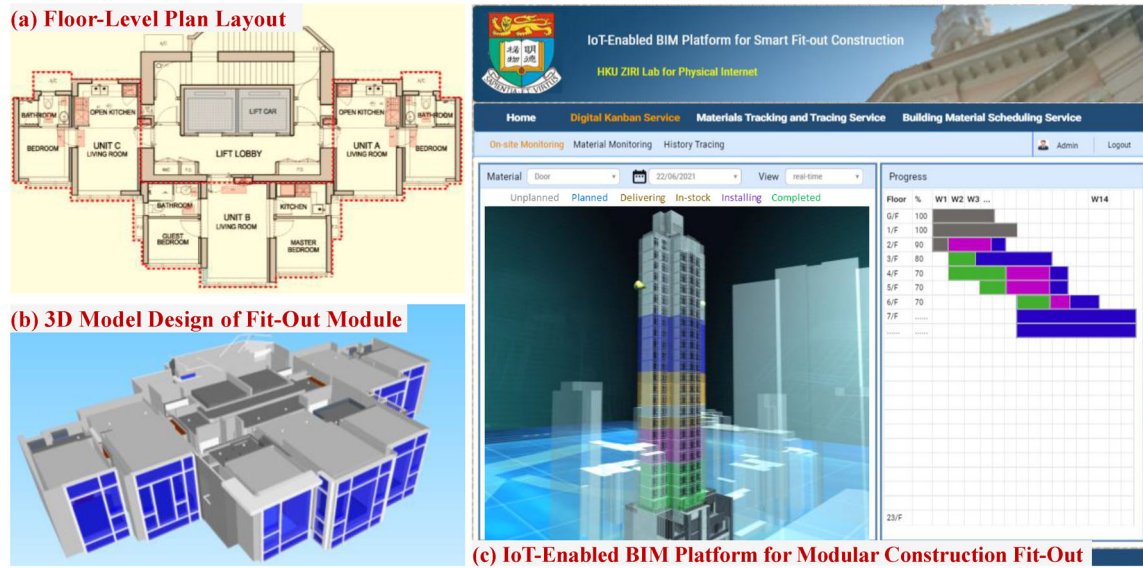 (a) Floor-Level Plan Layout
LIFT CAR
BATHROOM
OPEN KITCHEN
OPEN KITCHEN
BATHROOM
BEDROOM
UNIT C
LIVING ROOM
LIFT LOBBY
UNIT A
LIVING ROOM
BEDROOM
BATHROOM
UNIT B
LIVING ROOM
KITCHEN
GUEST
BEDROOM
MASTER
BEDROOM
(b) 3D Model Design of Fit-Out Module
IoT-Enabled BIM Platform for Smart Fit-out Construction
HKU ZIRI Lab for Physical Internet
Home Digital Kanban Service Materials Tracking and Tracing Service Building Material Scheduling Service
On-site Monitoring Material Monitoring History Tracing Admin Logout
Material Door 22/06/2021 View real-time
Unplanned Planned Delivering In-stock Installing Completed
Progress
Floor % W1 W2 W3 ... W14
G/F 100
1/F 100
2/F 90
3/F 80
4/F 70
5/F 70
6/F 70
7/F ......
...... ......
23/F
(c) IoT-Enabled BIM Platform for Modular Construction Fit-Out